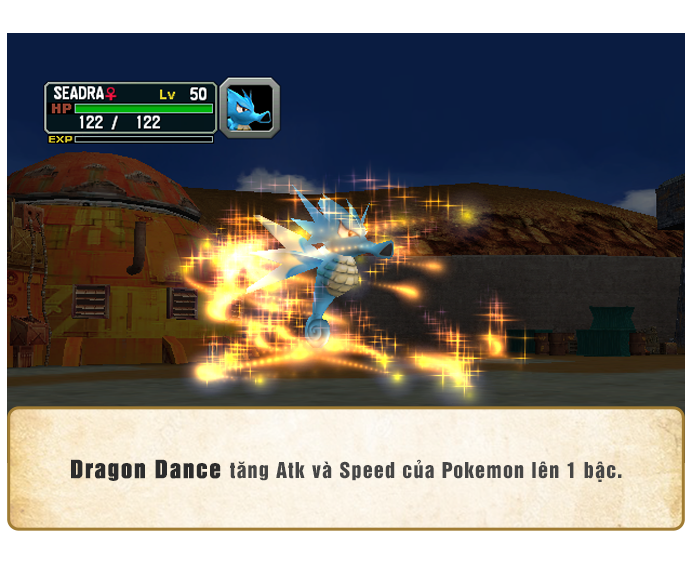 SEADRA♀ Lv 50
HP
122 / 122
EXP
Dragon Dance tăng Atk và Speed của Pokemon lên 1 bậc.